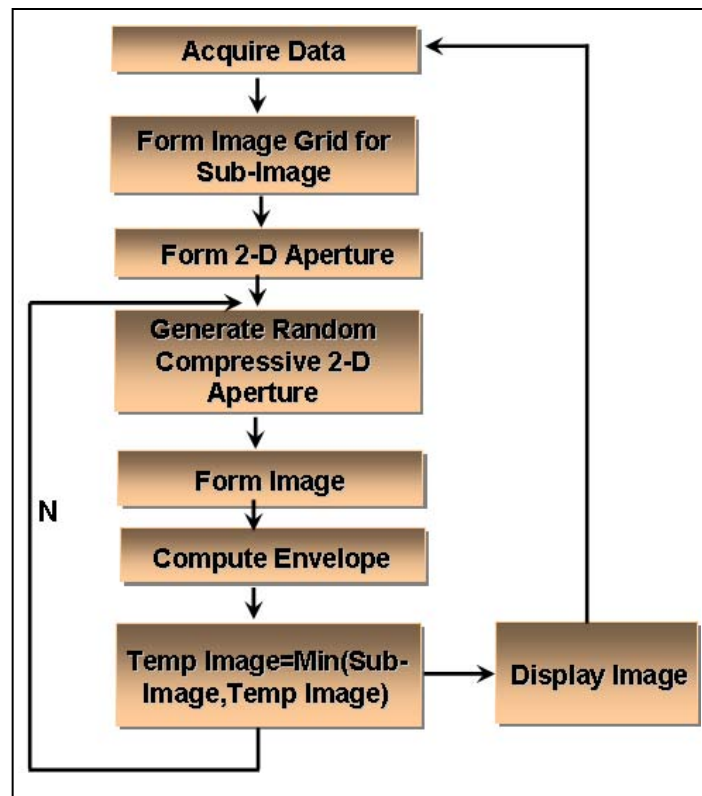 Acquire Data
Form Image Grid for
Sub-Image
Form 2-D Aperture
Generate Random
Compressive 2-D
Aperture
Form Image
N
Compute Envelope
Temp Image=Min(Sub-
Image,Temp Image)
Display Image